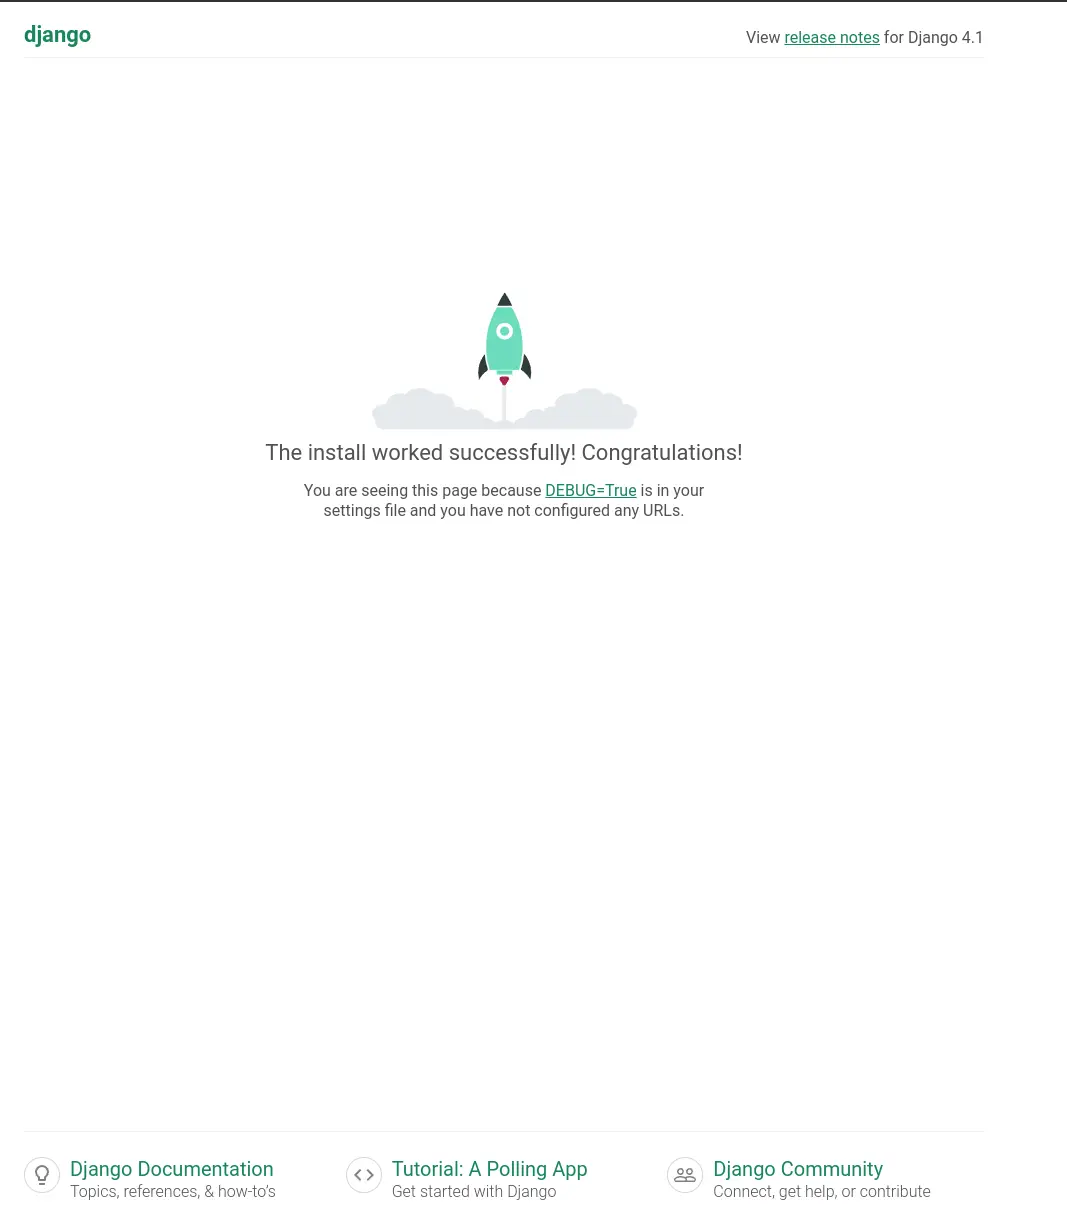 django
View release notes for Django 4.1
The install worked successfully! Congratulations!
You are seeing this page because DEBUG=True is in your
settings file and you have not configured any URLs.
Django Documentation
Topics, references, & how-to’s
Tutorial: A Polling App
Get started with Django
Django Community
Connect, get help, or contribute